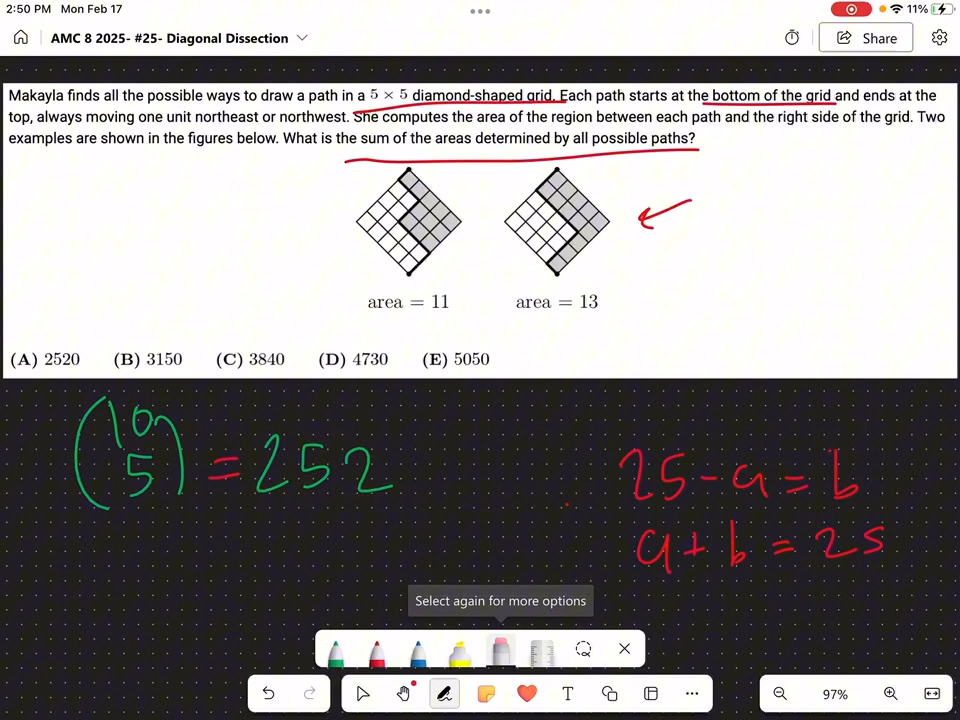 2:50 PM Mon Feb 17
11%
AMC 8 2025- #25- Diagonal Dissection
Share
Makayla finds all the possible ways to draw a path in a 5 × 5 diamond-shaped grid. Each path starts at the bottom of the grid and ends at the
top, always moving one unit northeast or northwest. She computes the area of the region between each path and the right side of the grid. Two
examples are shown in the figures below. What is the sum of the areas determined by all possible paths?
area = 11 area = 13
(A) 2520 (B) 3150 (C) 3840 (D) 4730 (E) 5050
(10 5) = 252
25 - a = b
a + b = 25
Select again for more options
T
97%